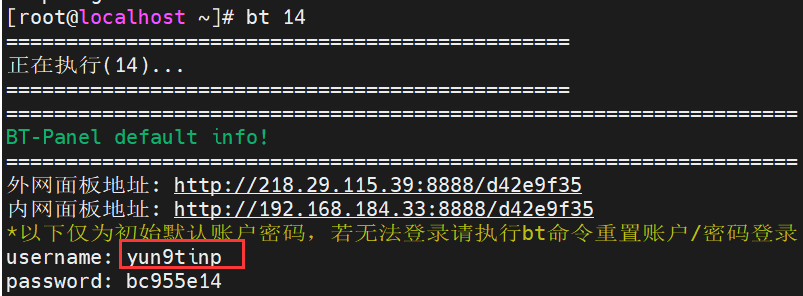 [root@localhost ~]# bt 14
===============================================
正在执行(14)...
===============================================
==================================================================
BT-Panel default info!
==================================================================
外网面板地址: http://218.29.115.39:8888/d42e9f35
内网面板地址: http://192.168.184.33:8888/d42e9f35
*以下仅为初始默认账户密码，若无法登录请执行bt命令重置账户/密码登录
username: yun9tinp
password: bc955e14